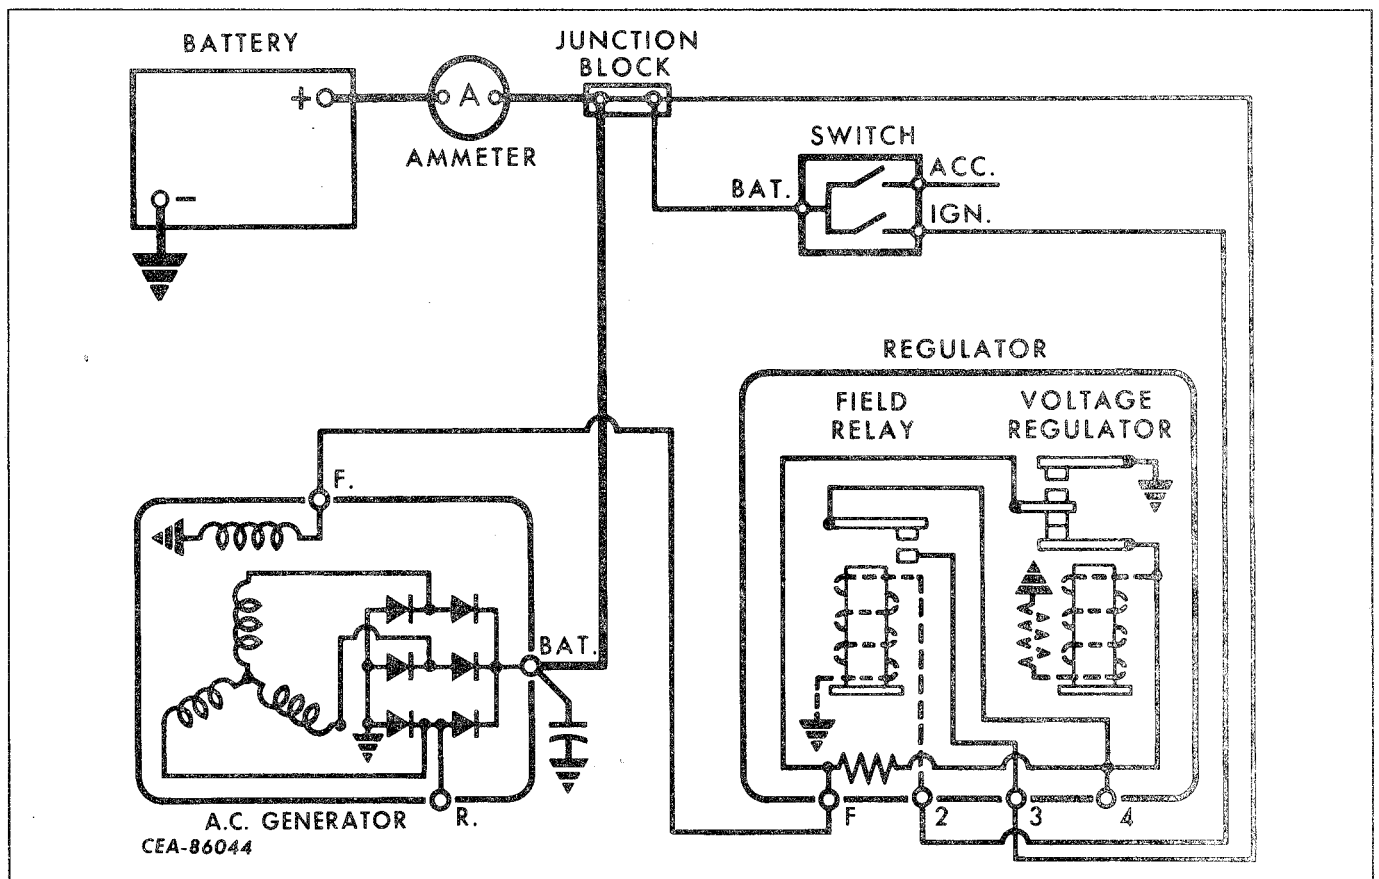 BATTERY
+
-
A
AMMETER
JUNCTION
BLOCK
SWITCH
BAT.
ACC.
IGN.
REGULATOR
FIELD
RELAY
VOLTAGE
REGULATOR
F.
BAT.
R.
A.C. GENERATOR
CEA-86044
F
2
3
4